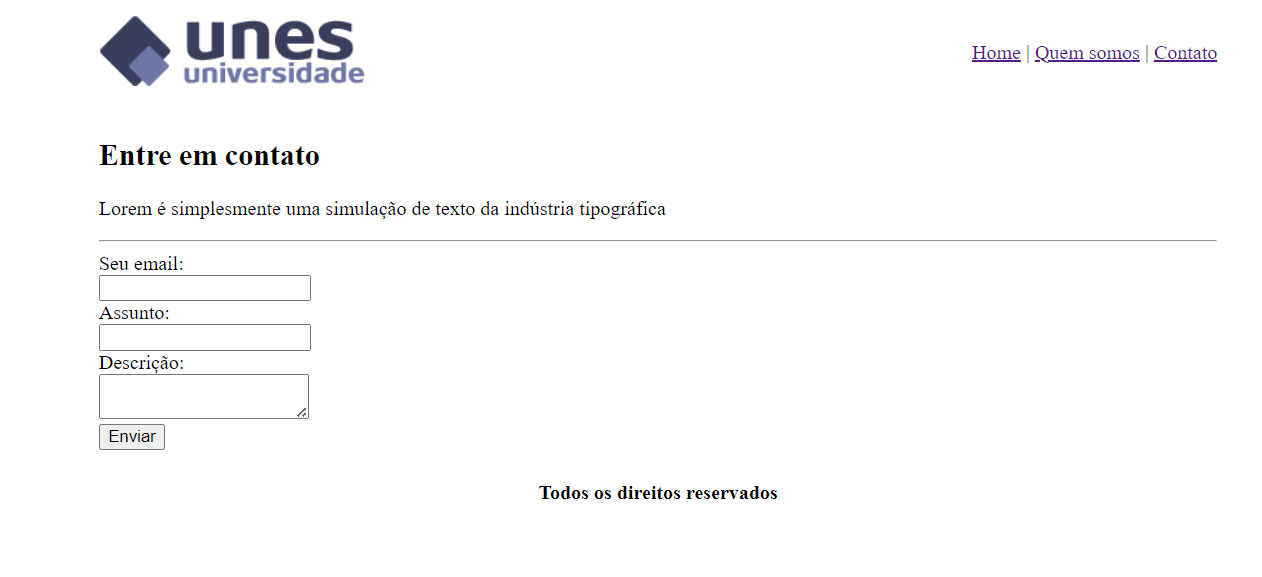 unes
universidade
Home | Quem somos | Contato
Entre em contato
Lorem é simplesmente uma simulação de texto da indústria tipográfica
Seu email:
Assunto:
Descrição:
Enviar
Todos os direitos reservados